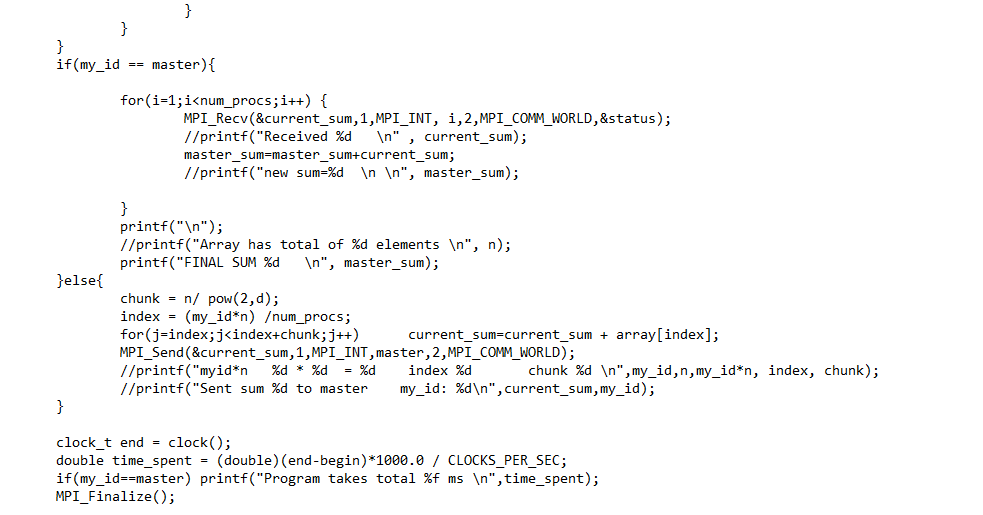 }
}
}
if(my_id == master){
for(i=1;i<num_procs;i++) {
MPI_Recv(&current_sum,1,MPI_INT, i,2,MPI_COMM_WORLD,&status);
//printf("Received %d   \n" , current_sum);
master_sum=master_sum+current_sum;
//printf("new sum=%d  \n \n", master_sum);
}
printf("\n");
//printf("Array has total of %d elements \n", n);
printf("FINAL SUM %d   \n", master_sum);
}else{
chunk = n/ pow(2,d);
index = (my_id*n) /num_procs;
for(j=index;j<index+chunk;j++)      current_sum=current_sum + array[index];
MPI_Send(&current_sum,1,MPI_INT,master,2,MPI_COMM_WORLD);
//printf("myid*n   %d * %d  = %d    index %d       chunk %d \n",my_id,n,my_id*n, index, chunk);
//printf("Sent sum %d to master    my_id: %d\n",current_sum,my_id);
}
clock_t end = clock();
double time_spent = (double)(end-begin)*1000.0 / CLOCKS_PER_SEC;
if(my_id==master) printf("Program takes total %f ms \n",time_spent);
MPI_Finalize();